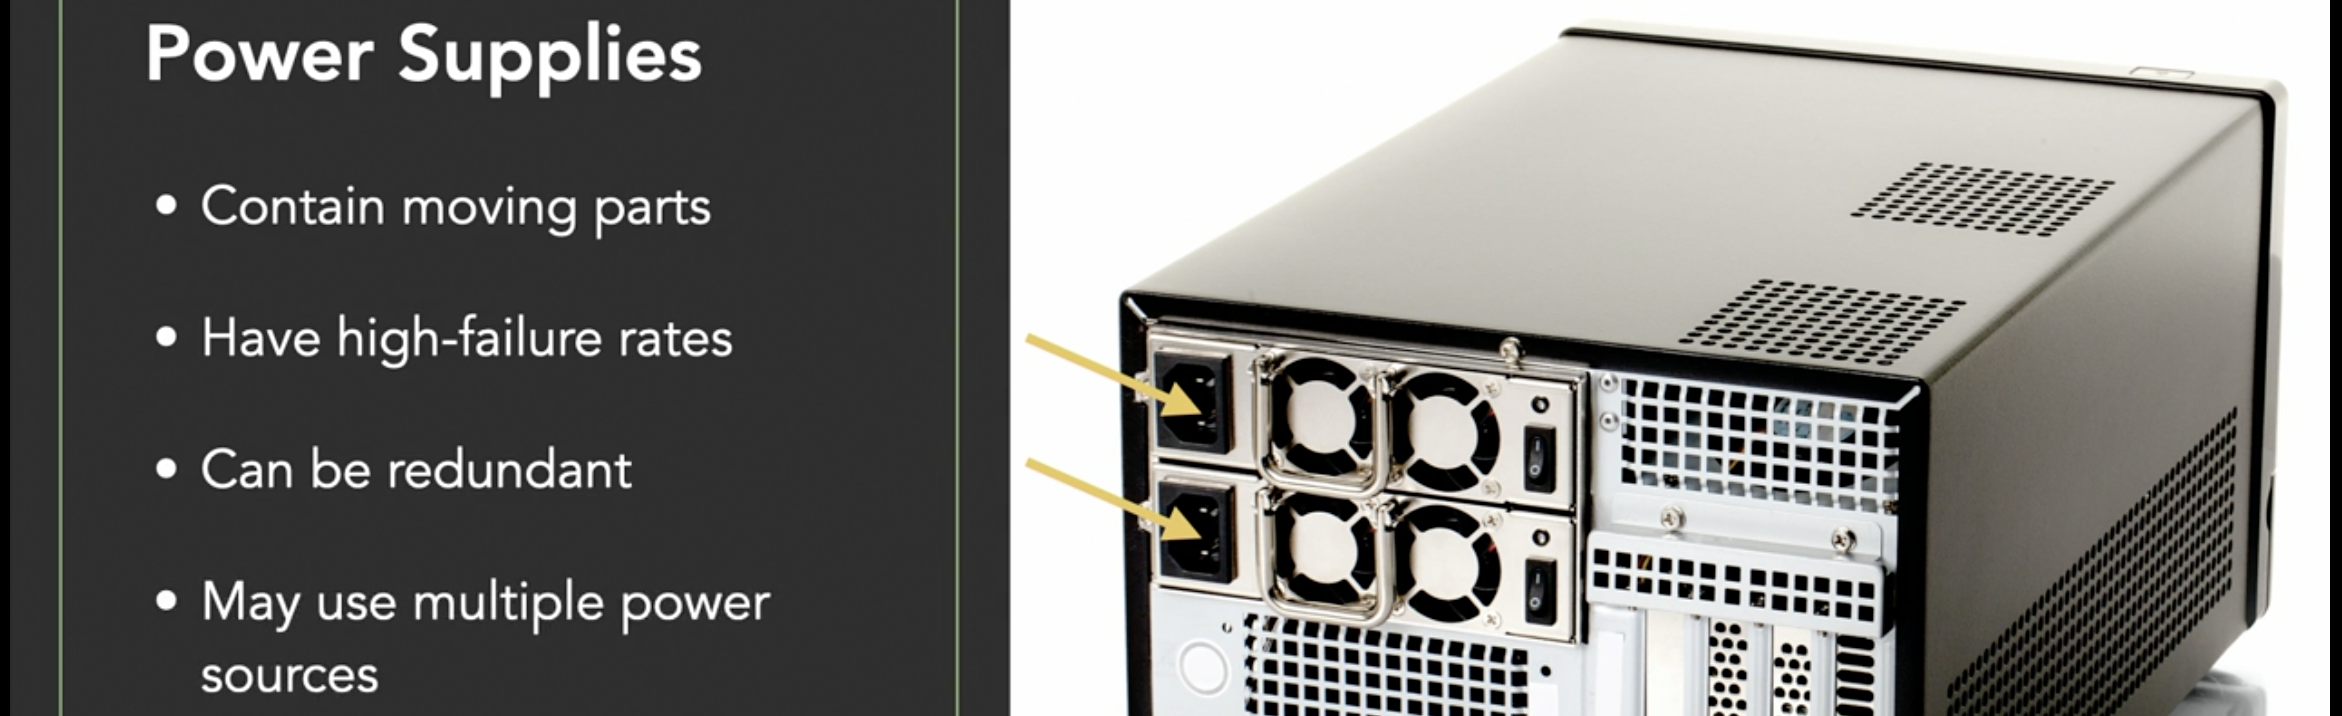 Power Supplies
• Contain moving parts
• Have high-failure rates
• Can be redundant
• May use multiple power
sources